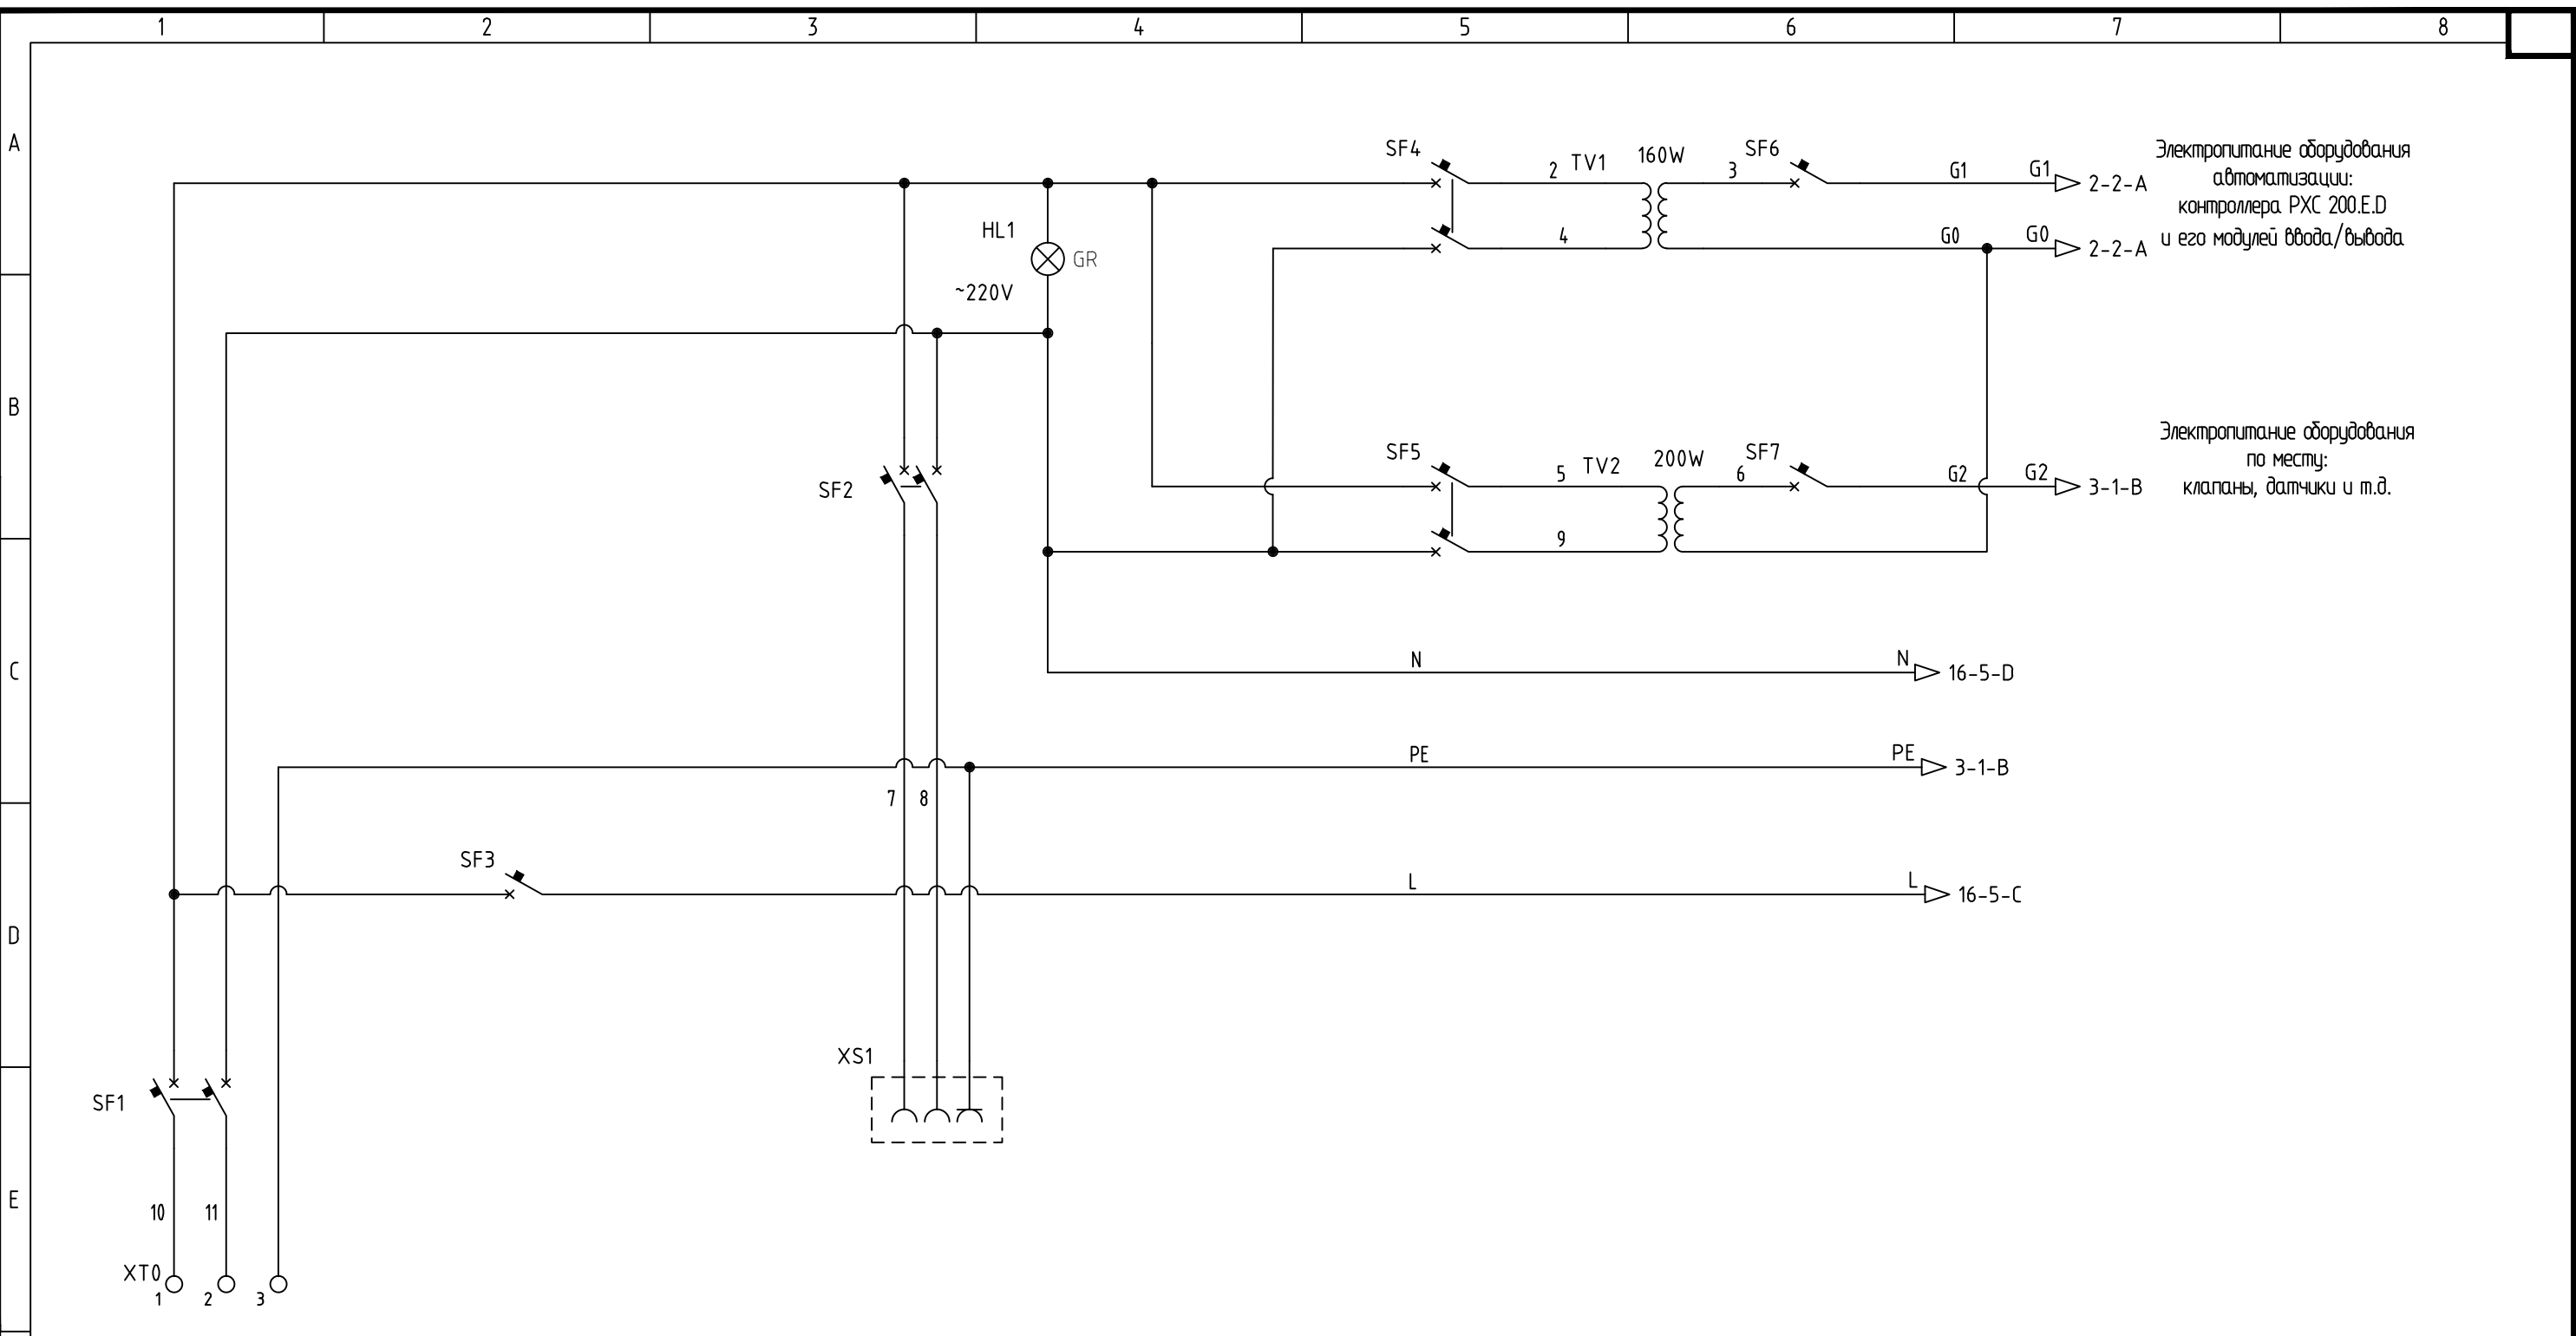 1 2 3 4 5 6 7 8
A
SF4 2 TV1 160W SF6 3 G1 G1 2-2-A
Электропитание оборудования
автоматизации:
контроллера РХС 200.E.D
и его модулей ввода/вывода
4 G0 G0 2-2-A
HL1 GR
~220V
B
SF5 5 TV2 200W SF7 6 G2 G2 3-1-B
Электропитание оборудования
по месту:
клапаны, датчики и т.д.
SF2
9
C
N N 16-5-D
PE PE 3-1-B
7 8
SF3
L L 16-5-C
D
XS1
SF1
E
10 11
XT0
1 2 3